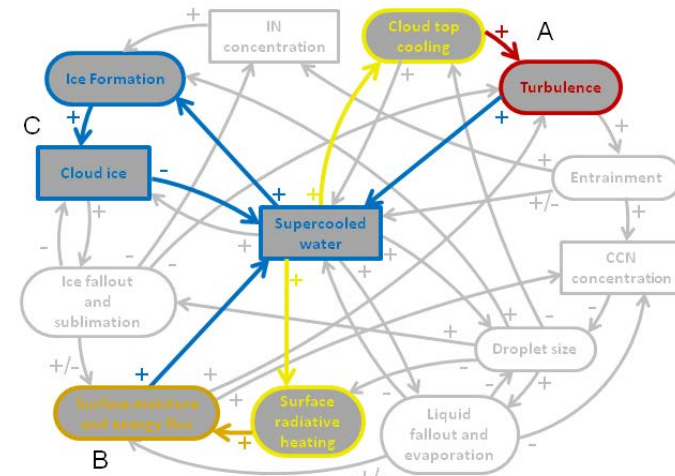 IN
concentration
Cloud top
cooling
A
Ice Formation
Turbulence
C
Cloud ice
Entrainment
Supercooled
water
CCN
concentration
Ice fallout
and
sublimation
Droplet size
Surface moisture
and energy flux
Surface
radiative
heating
Liquid
fallout and
evaporation
B
+
+
+
+
+
+
+
+
-
+
+
+/-
+
+
+
+
-
-
-
-
+
+
+
+
-
-
-
+
+/-
+
+
+
-
-
-
+
-
+
+/-